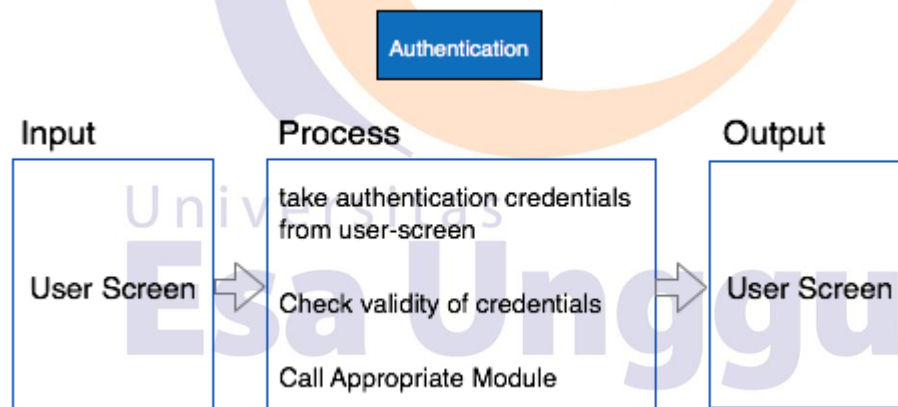 Authentication
Input
Process
Output
User Screen
take authentication credentials
from user-screen
Check validity of credentials
Call Appropriate Module
User Screen
Universitas
Esa Unggu